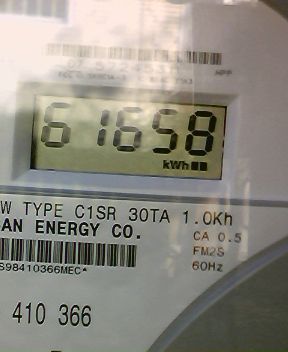 61658
kWh
W TYPE C1SR 30TA 1.0Kh
AN ENERGY CO.
CA 0.5
FM2S
60Hz
S98410366MEC*
410 366